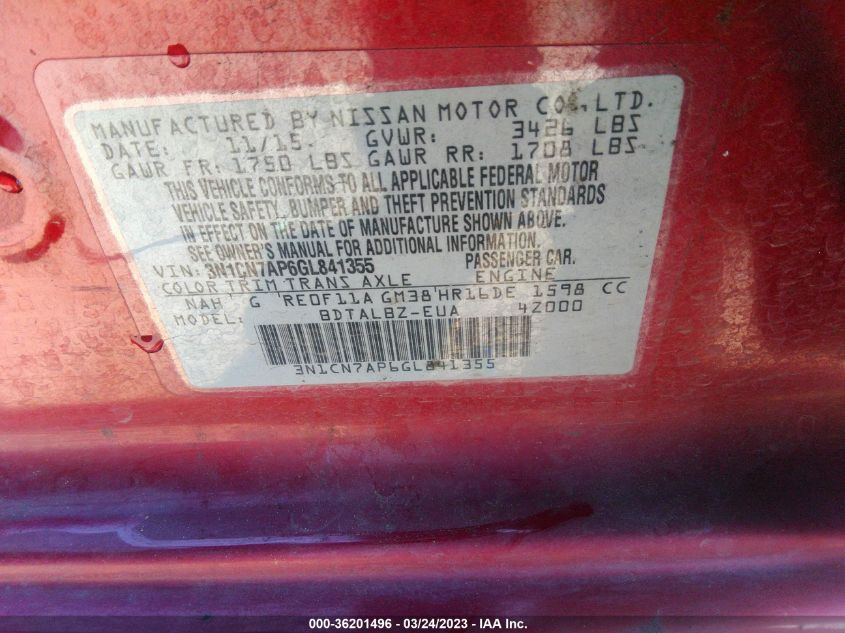 MANUFACTURED BY NISSAN MOTOR CO., LTD.
DATE: 11/15 GVWR: 3426 LBS
GAWR FR: 1750 LBS GAWR RR: 1708 LBS
THIS VEHICLE CONFORMS TO ALL APPLICABLE FEDERAL MOTOR
VEHICLE SAFETY, BUMPER AND THEFT PREVENTION STANDARDS
IN EFFECT ON THE DATE OF MANUFACTURE SHOWN ABOVE.
SEE OWNER'S MANUAL FOR ADDITIONAL INFORMATION.
VIN: 3N1CN7AP6GL841355 PASSENGER CAR.
COLOR TRIM TRANS AXLE ENGINE
NAH G 'RE0F11A GM38'HR16DE 1598 CC
MODEL: BDTALBZ-EUA 4Z000
3N1CN7AP6GL841355
000-36201496 - 03/24/2023 - IAA Inc.